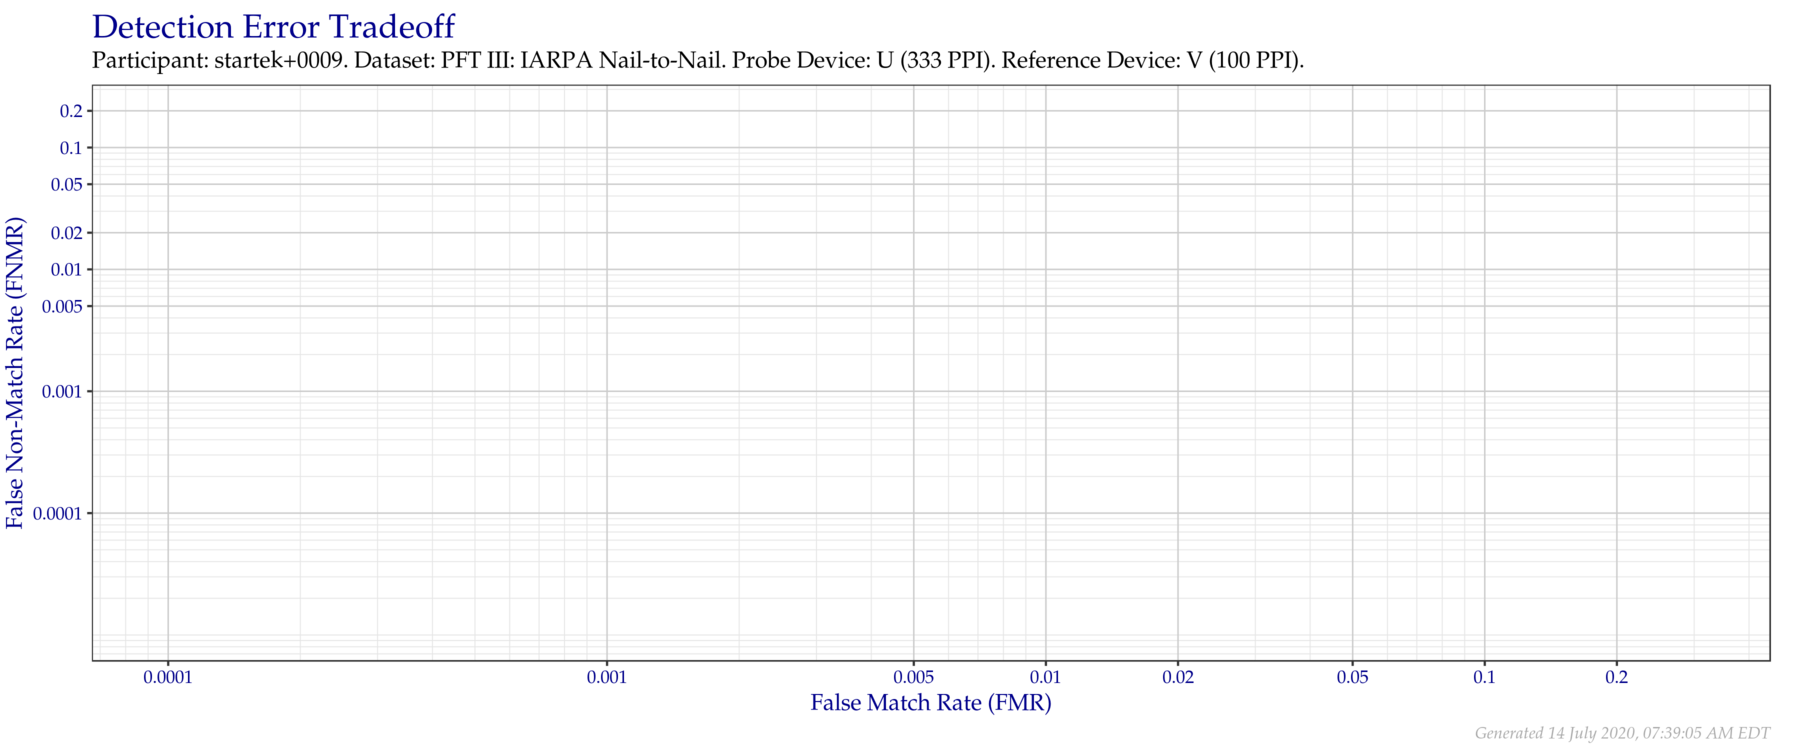 Detection Error Tradeoff
Participant: startek+0009. Dataset: PFT III: IARPA Nail-to-Nail. Probe Device: U (333 PPI). Reference Device: V (100 PPI).
False Non-Match Rate (FNMR)
0.2
0.1
0.05
0.02
0.01
0.005
0.001
0.0001
0.0001 0.001 0.005 0.01 0.02 0.05 0.1 0.2
False Match Rate (FMR)
Generated 14 July 2020, 07:39:05 AM EDT